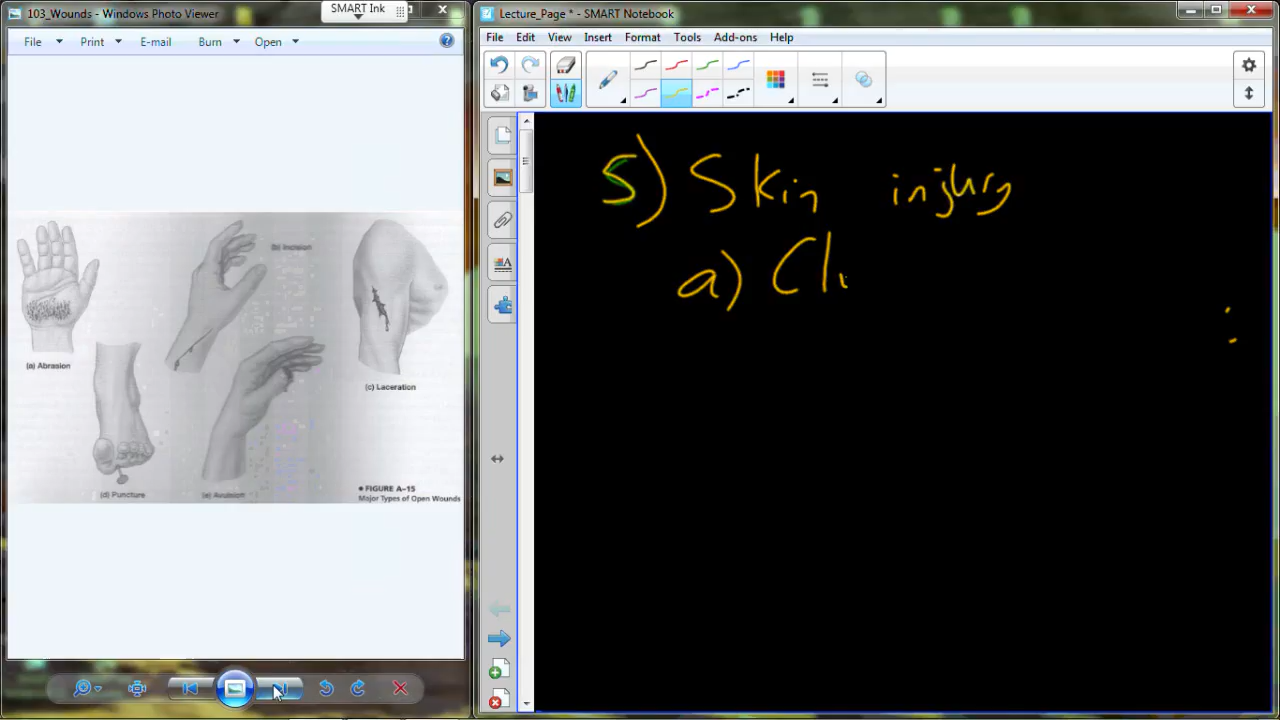 103_Wounds - Windows Photo Viewer
SMART Ink
File Print E-mail Burn Open
(a) Abrasion
(b) Incision
(c) Laceration
(d) Puncture
(e) Avulsion
• FIGURE A–15
Major Types of Open Wounds
Lecture_Page * - SMART Notebook
File Edit View Insert Format Tools Add-ons Help
5) Skin injury
a)